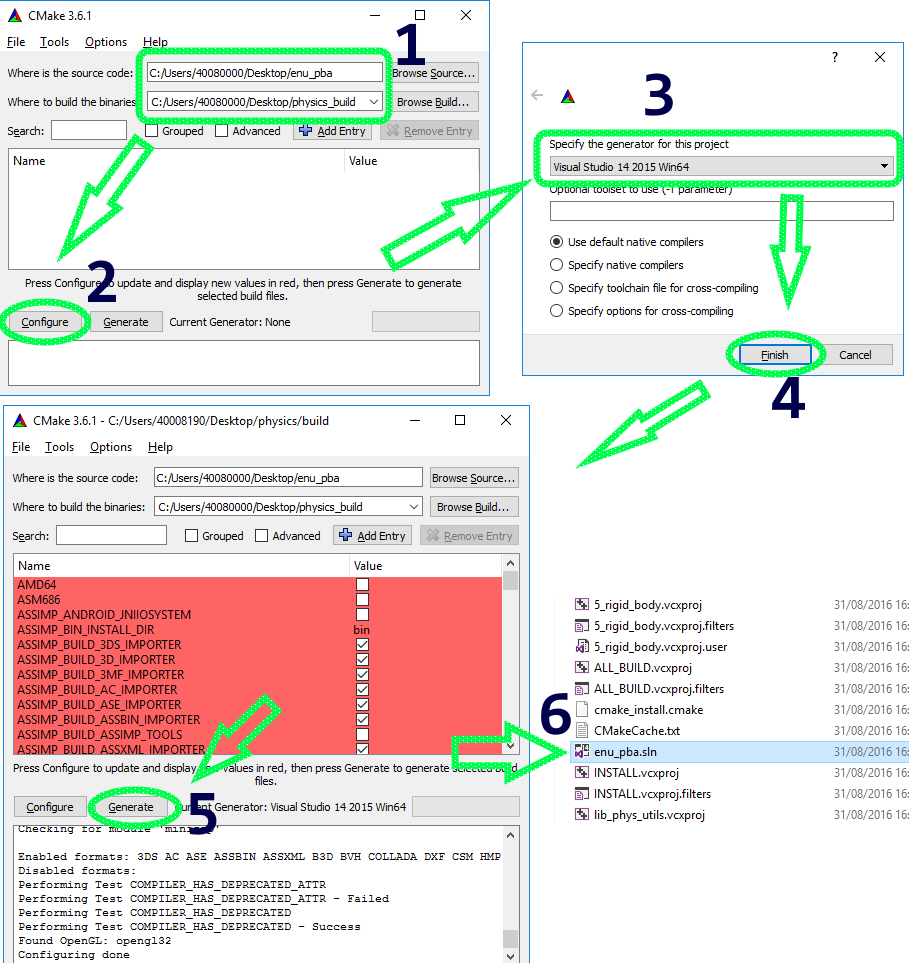 CMake 3.6.1
File Tools Options Help
1
Where is the source code: C:/Users/40080000/Desktop/enu_pba Browse Source...
Where to build the binaries: C:/Users/40080000/Desktop/physics_build Browse Build...
Search: Grouped Advanced Add Entry Remove Entry
Name Value
2
Press Configure to update and display new values in red, then press Generate to generate
selected build files.
Configure Generate Current Generator: None
?
3
Specify the generator for this project
Visual Studio 14 2015 Win64
Optional toolset to use (-T parameter)
Use default native compilers
Specify native compilers
Specify toolchain file for cross-compiling
Specify options for cross-compiling
Finish Cancel
4
CMake 3.6.1 - C:/Users/40008190/Desktop/physics/build
File Tools Options Help
Where is the source code: C:/Users/40080000/Desktop/enu_pba Browse Source...
Where to build the binaries: C:/Users/40080000/Desktop/physics_build Browse Build...
Search: Grouped Advanced Add Entry Remove Entry
Name Value
AMD64
ASM686
ASSIMP_ANDROID_JNIIOSYSTEM
ASSIMP_BIN_INSTALL_DIR bin
ASSIMP_BUILD_3DS_IMPORTER
ASSIMP_BUILD_3D_IMPORTER
ASSIMP_BUILD_3MF_IMPORTER
ASSIMP_BUILD_AC_IMPORTER
ASSIMP_BUILD_ASE_IMPORTER
ASSIMP_BUILD_ASSBIN_IMPORTER
ASSIMP_BUILD_ASSIMP_TOOLS
ASSIMP_BUILD_ASSXML_IMPORTER
Press Configure to update and display new values in red, then press Generate to generate selected build
files.
Configure Generate Current Generator: Visual Studio 14 2015 Win64
5
Checking for module
Enabled formats: 3DS AC ASE ASSBIN ASSXML B3D BVH COLLADA DXF CSM HMP
Disabled formats:
Performing Test COMPILER_HAS_DEPRECATED_ATTR
Performing Test COMPILER_HAS_DEPRECATED_ATTR - Failed
Performing Test COMPILER_HAS_DEPRECATED
Performing Test COMPILER_HAS_DEPRECATED - Success
Found OpenGL: opengl32
Configuring done
6
5_rigid_body.vcxproj 31/08/2016 16:
5_rigid_body.vcxproj.filters 31/08/2016 16:
5_rigid_body.vcxproj.user 31/08/2016 16:
ALL_BUILD.vcxproj 31/08/2016 16:
ALL_BUILD.vcxproj.filters 31/08/2016 16:
cmake_install.cmake 31/08/2016 16:
CMakeCache.txt 31/08/2016 16:
enu_pba.sln 31/08/2016 16:
INSTALL.vcxproj 31/08/2016 16:
INSTALL.vcxproj.filters 31/08/2016 16:
lib_phys_utils.vcxproj 31/08/2016 16: